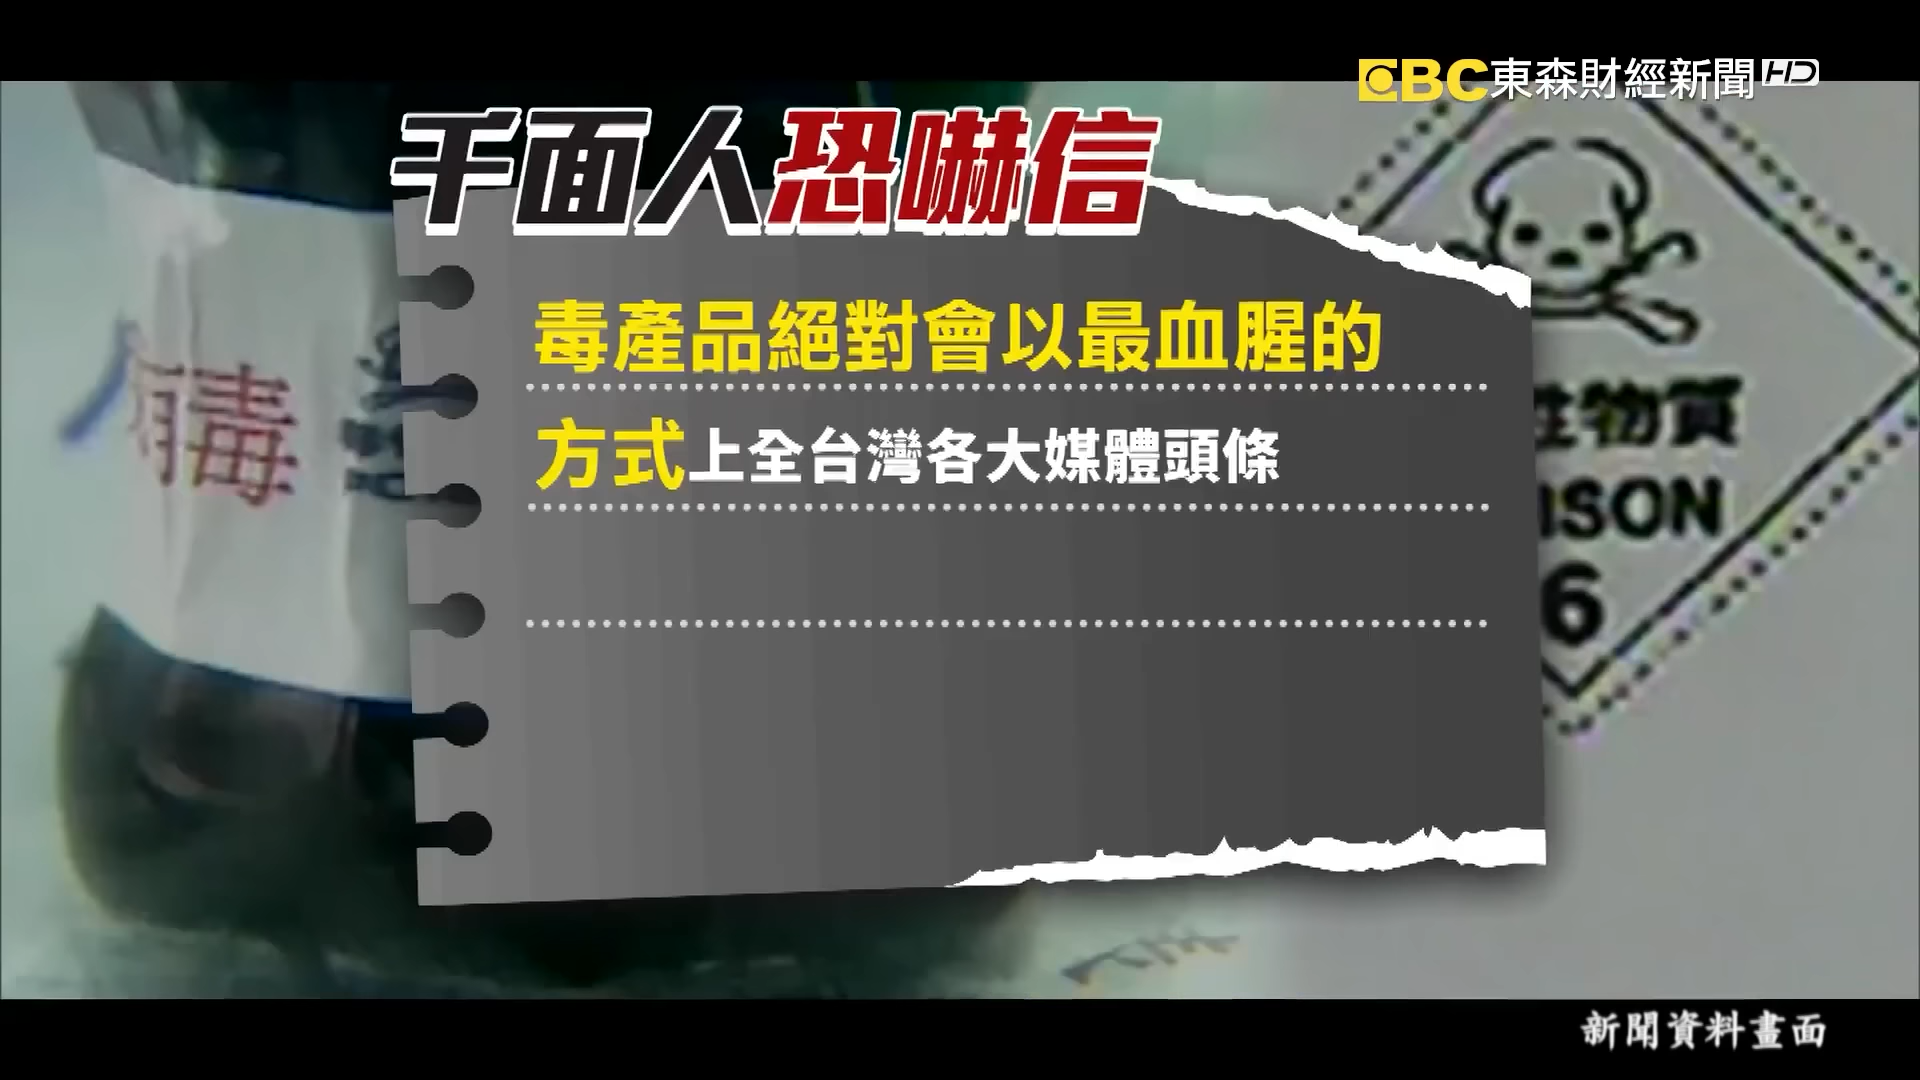 EBC東森財經新聞HD
千面人恐嚇信
毒產品絕對會以最血腥的
方式上全台灣各大媒體頭條
毒
性物質
ISON
6
新聞資料畫面